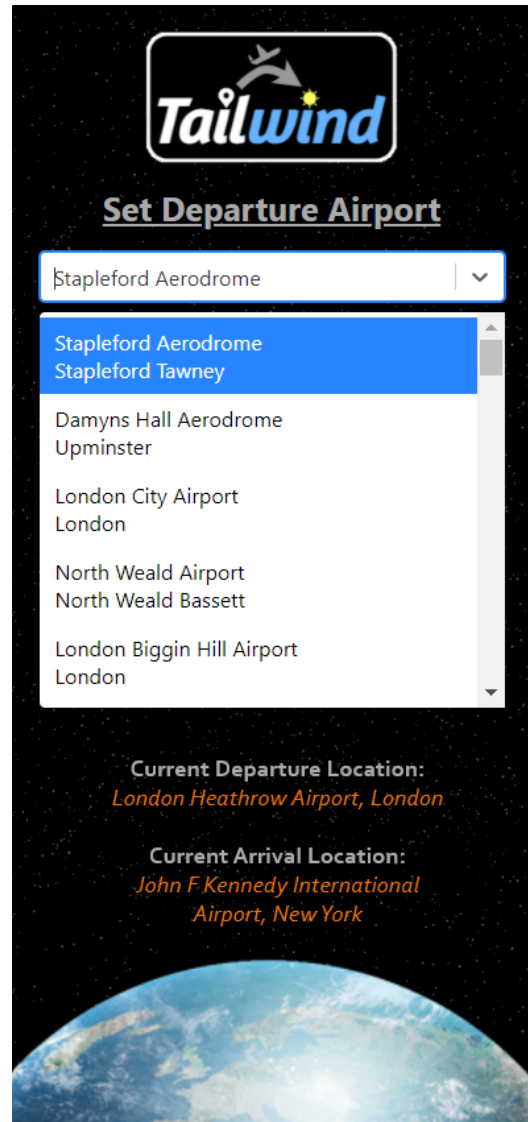 Tailwind
Set Departure Airport
Stapleford Aerodrome
Stapleford Aerodrome
Stapleford Tawney
Damyns Hall Aerodrome
Upminster
London City Airport
London
North Weald Airport
North Weald Bassett
London Biggin Hill Airport
London
Current Departure Location:
London Heathrow Airport, London
Current Arrival Location:
John F Kennedy International
Airport, New York